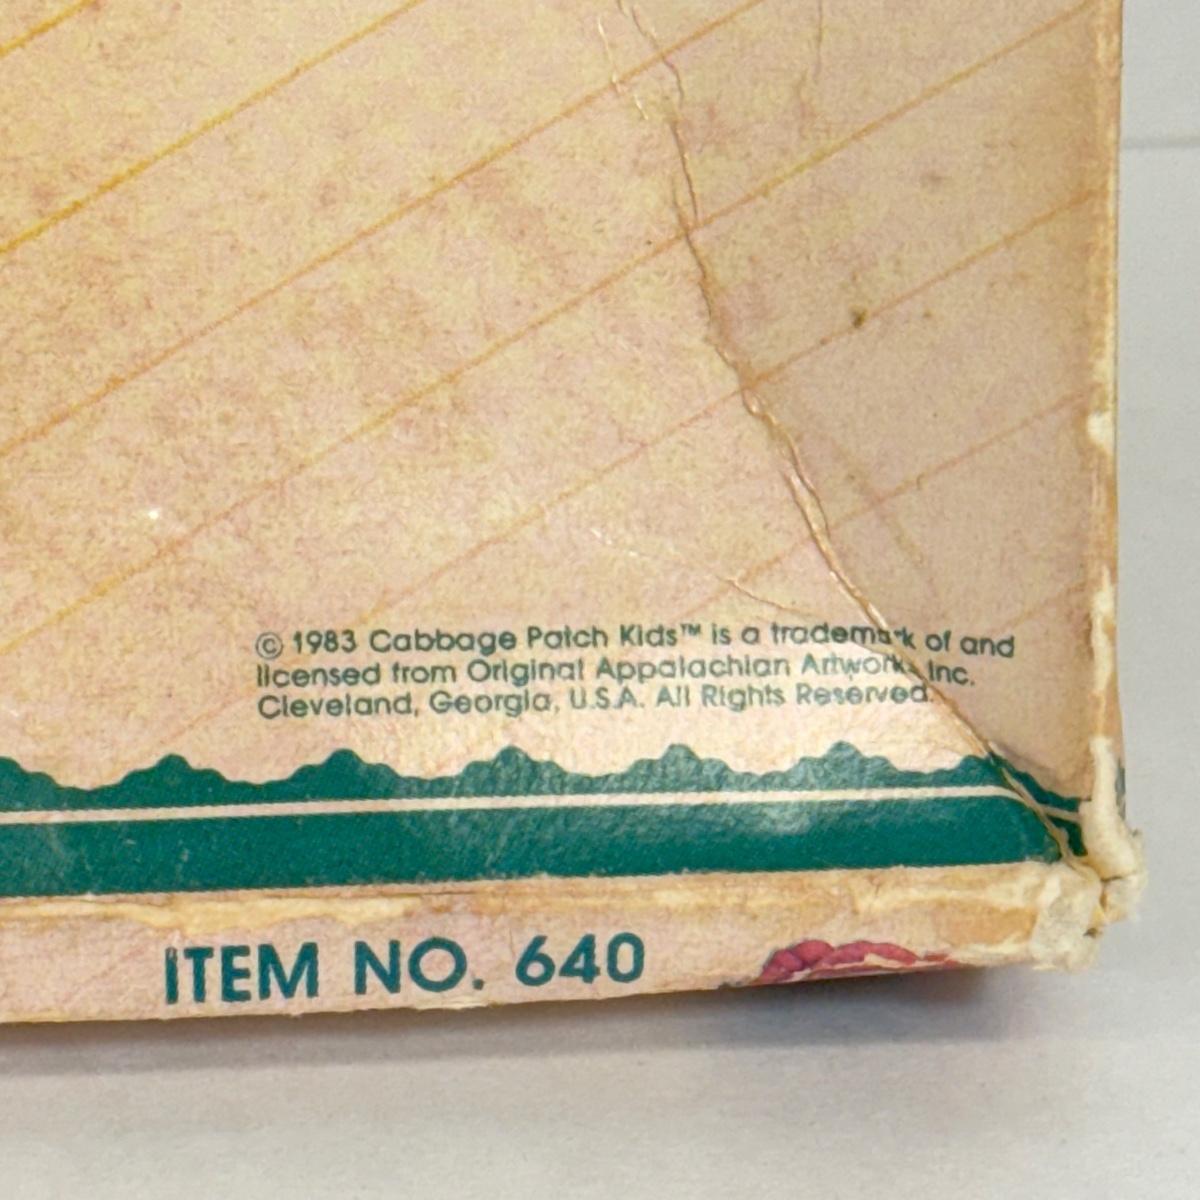 © 1983 Cabbage Patch Kids™ is a trademark of and
licensed from Original Appalachian Artworks Inc.
Cleveland, Georgia, U.S.A. All Rights Reserved.
ITEM NO. 640